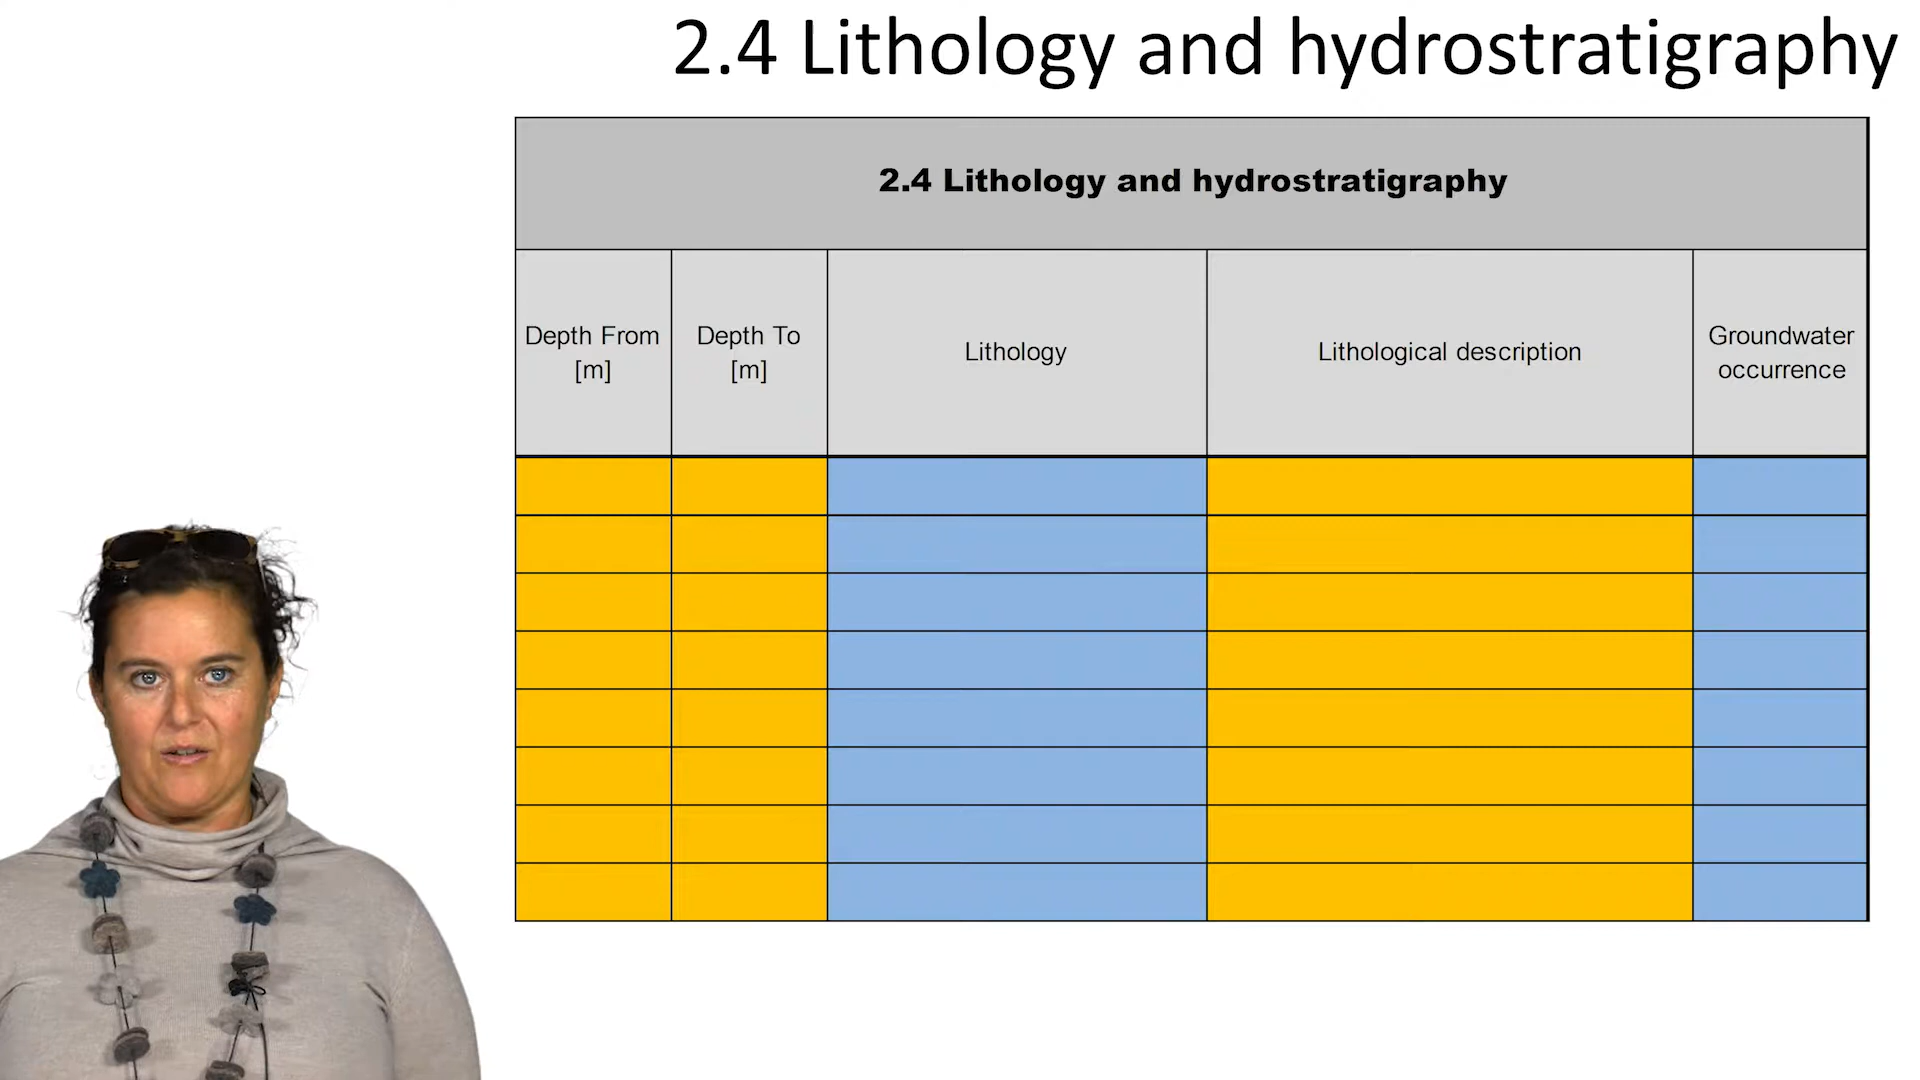 2.4 Lithology and hydrostratigraphy
2.4 Lithology and hydrostratigraphy
Depth From
[m]
Depth To
[m]
Lithology
Lithological description
Groundwater
occurrence